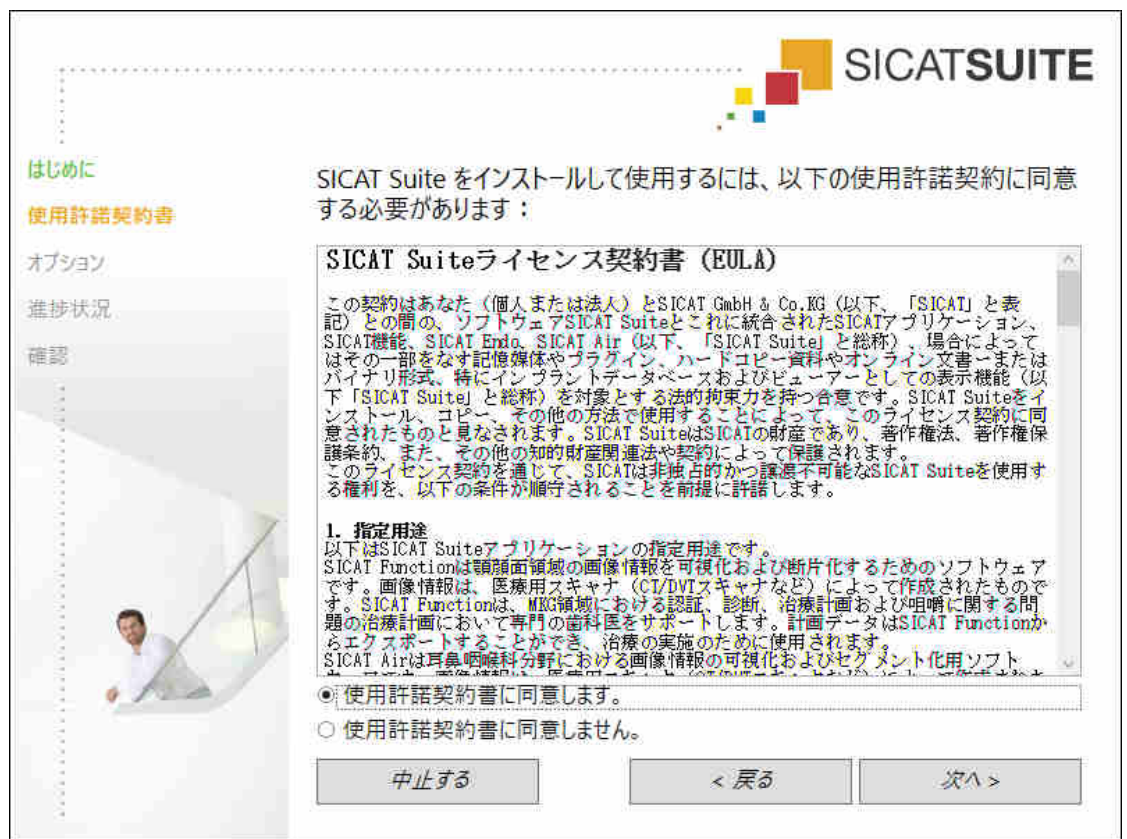 SICATSUITE
はじめに
使用許諾契約書
オプション
進捗状況
確認
SICAT Suite をインストールして使用するには、以下の使用許諾契約に同意
する必要があります：
SICAT Suiteライセンス契約書（EULA）
この契約はあなた（個人または法人）とSICAT GmbH & Co.KG（以下、「SICAT」と表
記）との間の、ソフトウェアSICAT Suiteとこれに統合されたSICATアプリケーション、
SICAT機能、SICAT Endo、SICAT Air（以下、「SICAT Suite」と総称）、場合によって
はその一部をなす記憶媒体やプラグイン、ハードコピー資料やオンライン文書ーまたは
バイナリ形式、特にインプラントデータベースおよびビューアーとしての表示機能（以
下「SICAT Suite」と総称）を対象とする法的拘束力を持つ合意です。SICAT Suiteをイ
ンストール、コピー、その他の方法で使用することによって、このライセンス契約に同
意されたものと見なされます。SICAT SuiteはSICATの財産であり、著作権法、著作権保
護条約、また、その他の知的財産関連法や契約によって保護されます。
このライセンス契約を通じて、SICATは非独占的かつ譲渡不可能なSICAT Suiteを使用す
る権利を、以下の条件が順守されることを前提に許諾します。
1. 指定用途
以下はSICAT Suiteアプリケーションの指定用途です。
SICAT Functionは顎顔面領域の画像情報を可視化および断片化するためのソフトウェア
です。画像情報は、医療用スキャナ（CT/DVTスキャナなど）によって作成されたもので
す。SICAT Functionは、MKG領域における認証、診断、治療計画および咀嚼に関する問
題の治療計画において専門の歯科医をサポートします。計画データはSICAT Functionか
らエクスポートすることができ、治療の実施のために使用されます。
SICAT Airは耳鼻咽喉科分野における画像情報の可視化およびセグメント化用ソフト
使用許諾契約書に同意します。
使用許諾契約書に同意しません。
中止する
< 戻る
次へ >